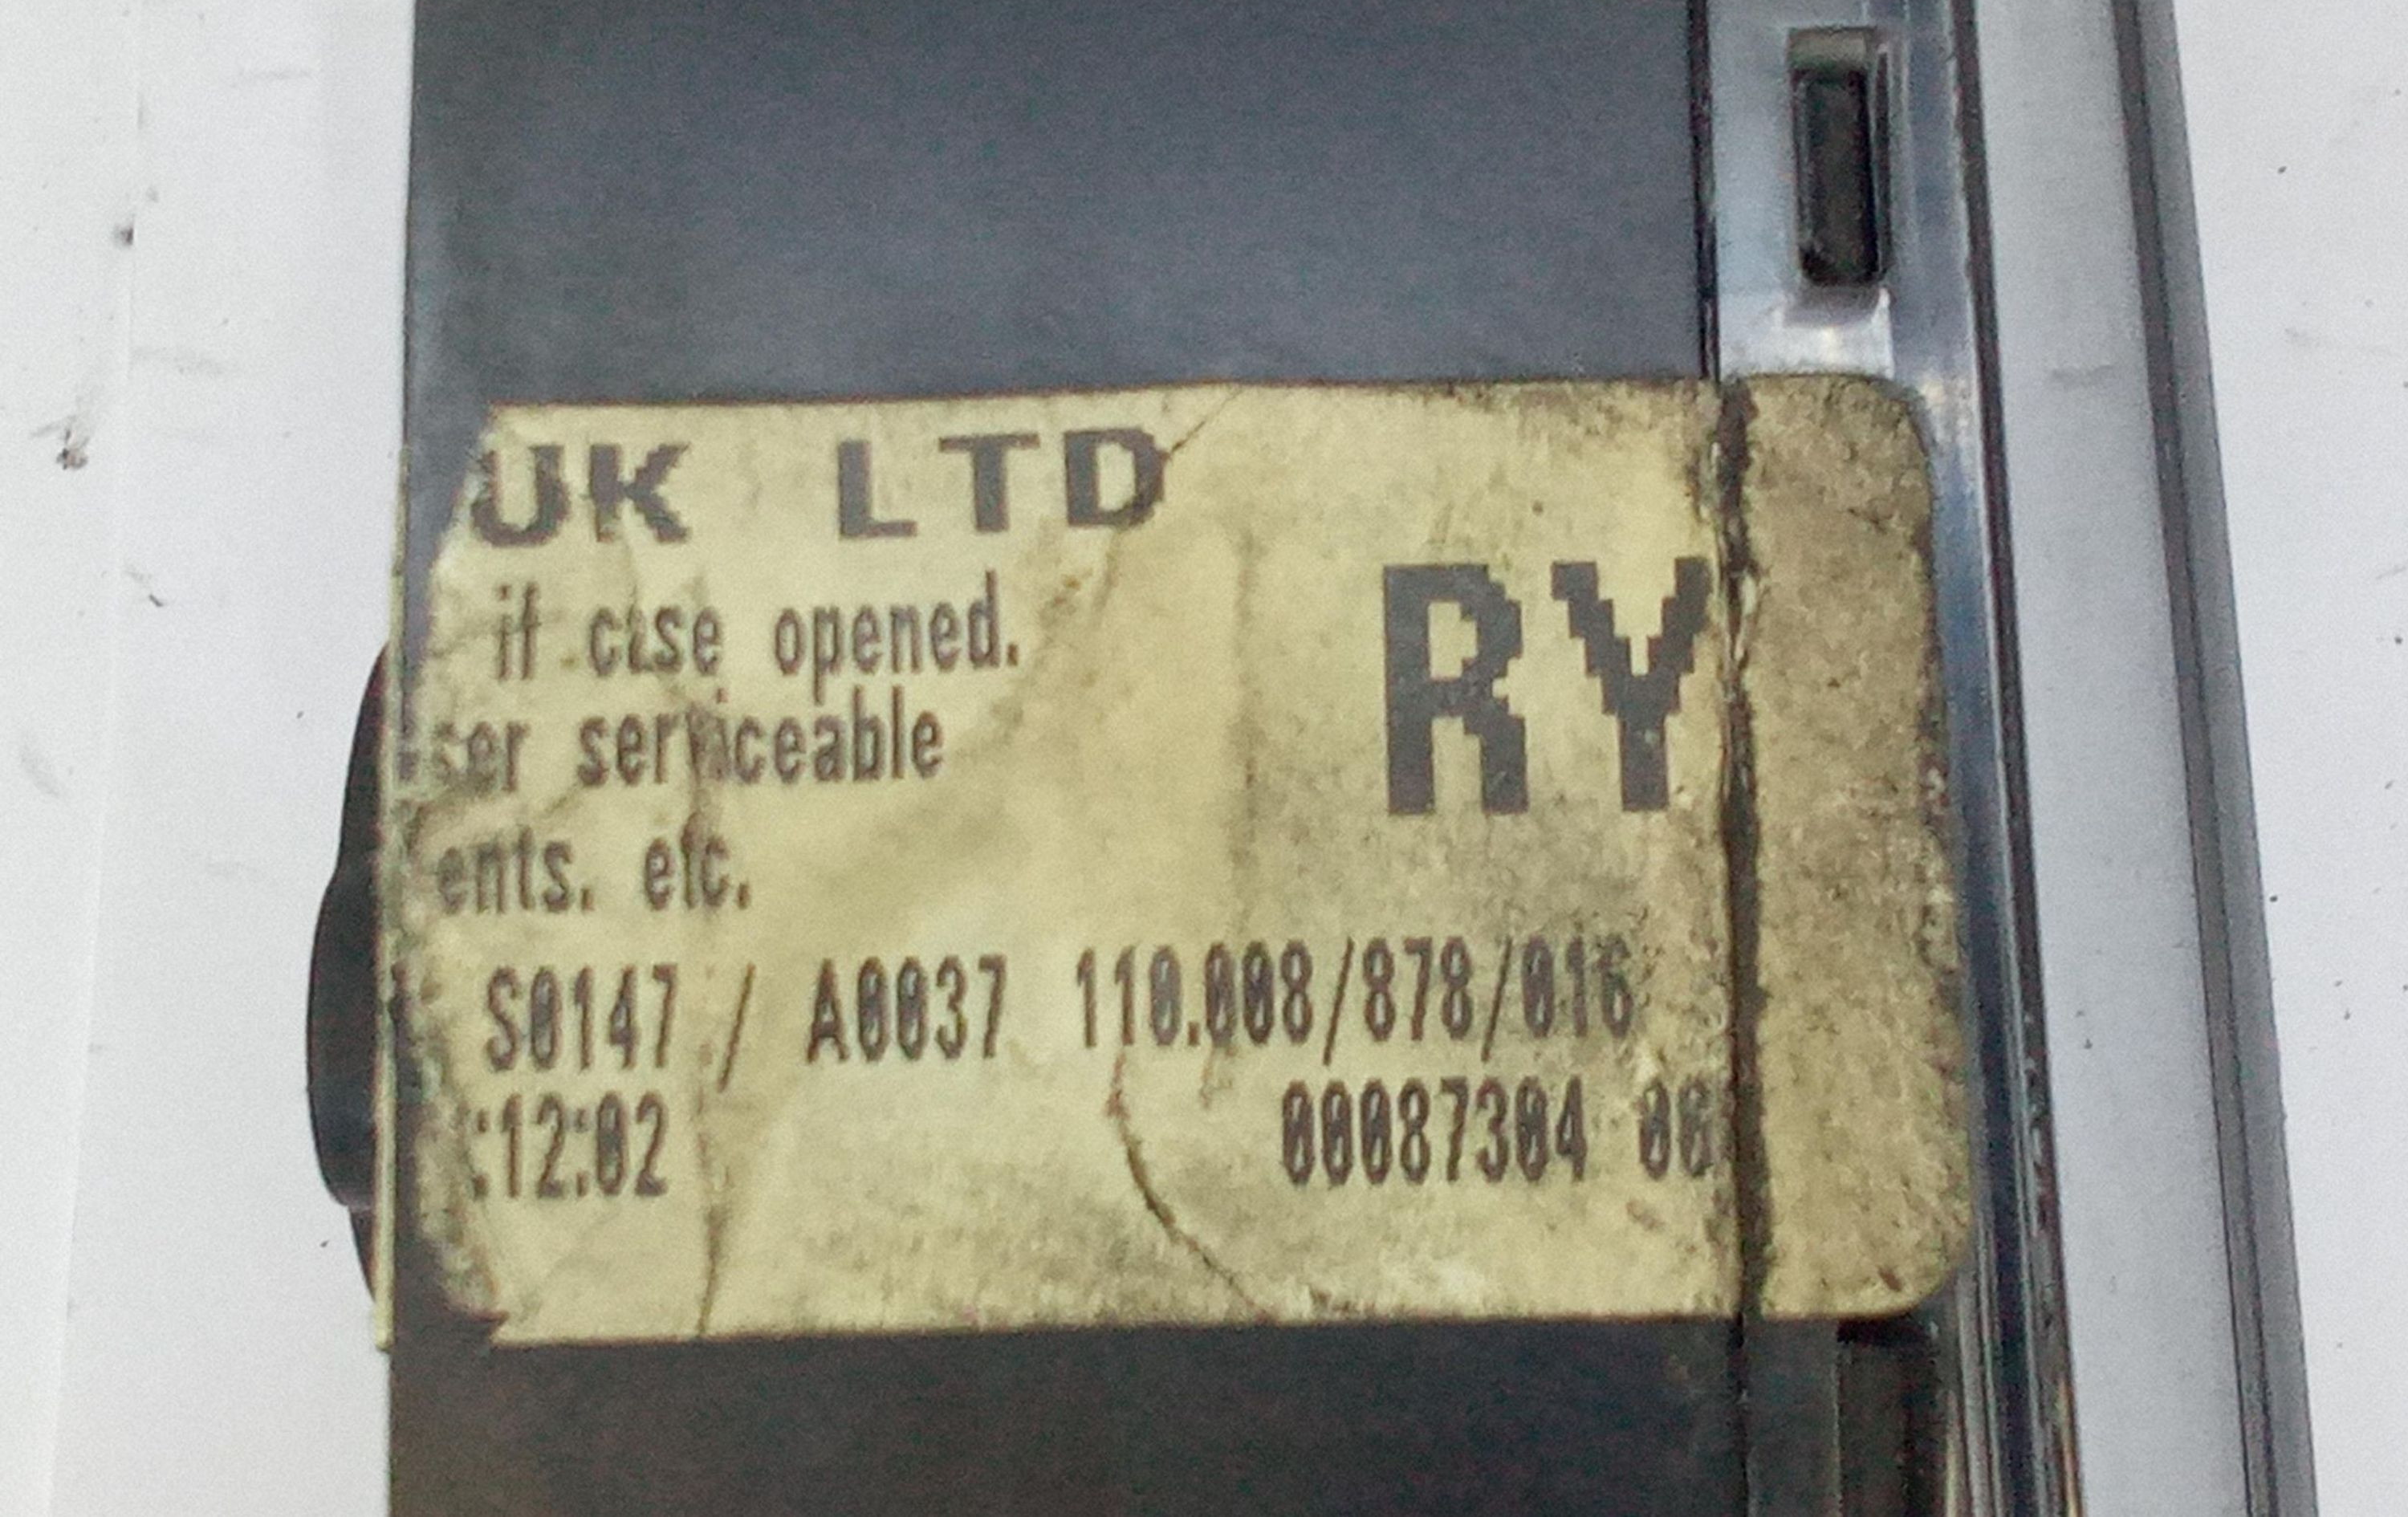 UK LTD
RY
if case opened.
ser serviceable
ents. etc.
S0147 / A0037 110.008/878/016
:12:02
00087304 06